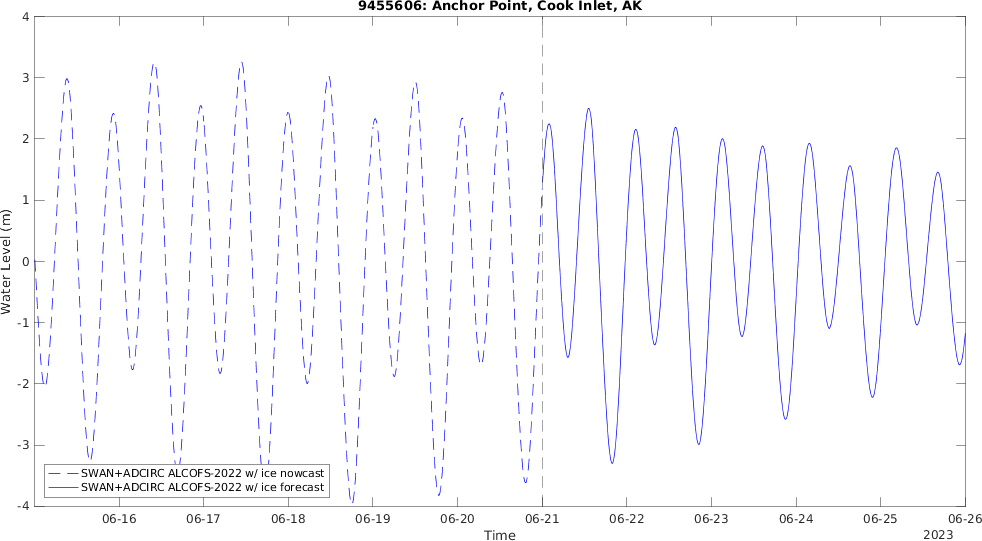 9455606: Anchor Point, Cook Inlet, AK
4
3
2
1
0
-1
-2
-3
-4
Water Level (m)
SWAN+ADCIRC ALCOFS-2022 w/ ice nowcast
SWAN+ADCIRC ALCOFS-2022 w/ ice forecast
06-16 06-17 06-18 06-19 06-20 06-21 06-22 06-23 06-24 06-25 06-26
Time
2023